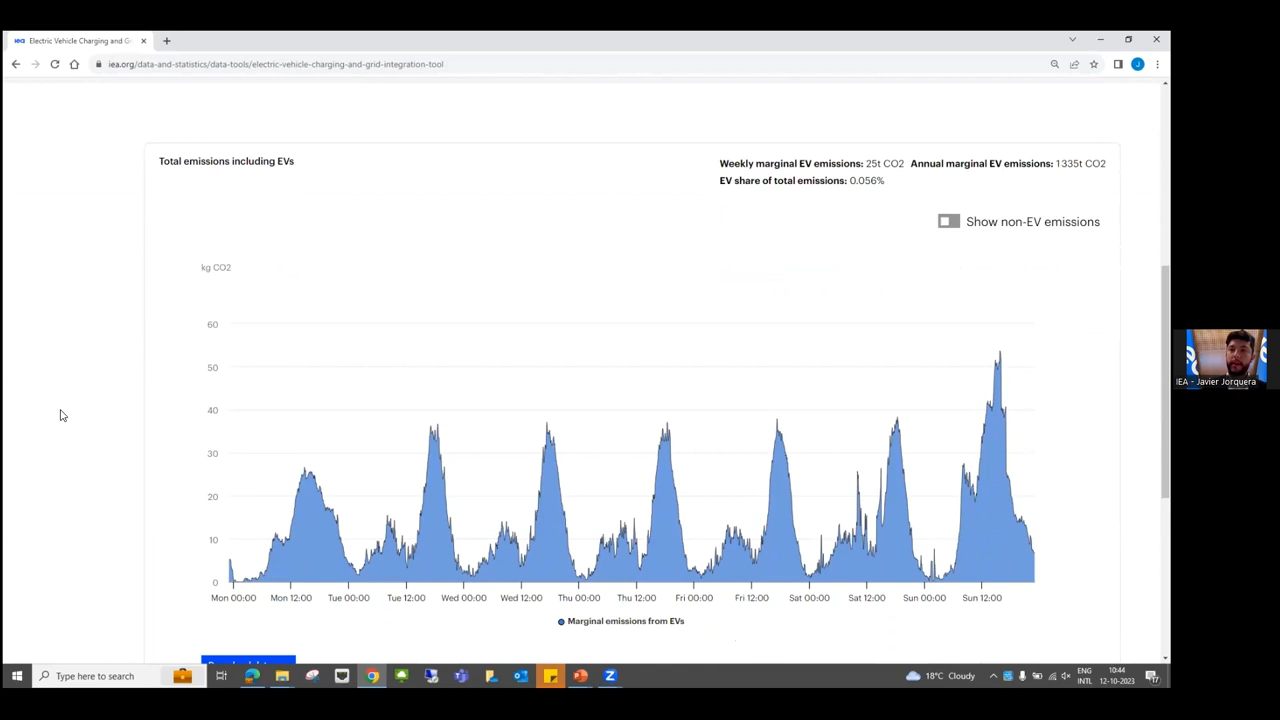 iea Electric Vehicle Charging and G
iea.org/data-and-statistics/data-tools/electric-vehicle-charging-and-grid-integration-tool
J
Total emissions including EVs
Weekly marginal EV emissions: 25t CO2 Annual marginal EV emissions: 1335t CO2
EV share of total emissions: 0.056%
Show non-EV emissions
kg CO2
60
50
40
30
20
10
0
Mon 00:00 Mon 12:00 Tue 00:00 Tue 12:00 Wed 00:00 Wed 12:00 Thu 00:00 Thu 12:00 Fri 00:00 Fri 12:00 Sat 00:00 Sat 12:00 Sun 00:00 Sun 12:00
Marginal emissions from EVs
IEA - Javier Jorquera
Type here to search
18°C Cloudy
ENG
INTL
10:44
12-10-2023
17